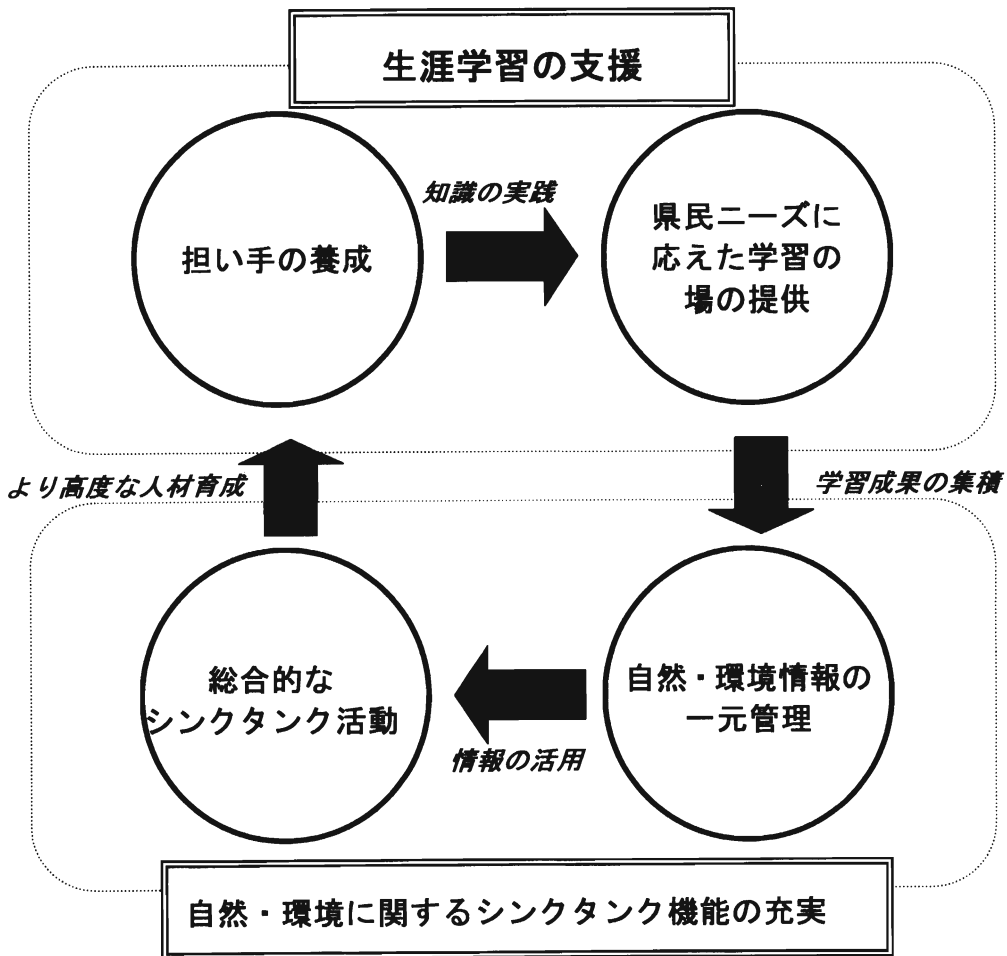 生涯学習の支援
知識の実践
担い手の養成
県民ニーズに
応えた学習の
場の提供
より高度な人材育成
学習成果の集積
総合的な
シンクタンク活動
自然・環境情報の
一元管理
情報の活用
自然・環境に関するシンクタンク機能の充実